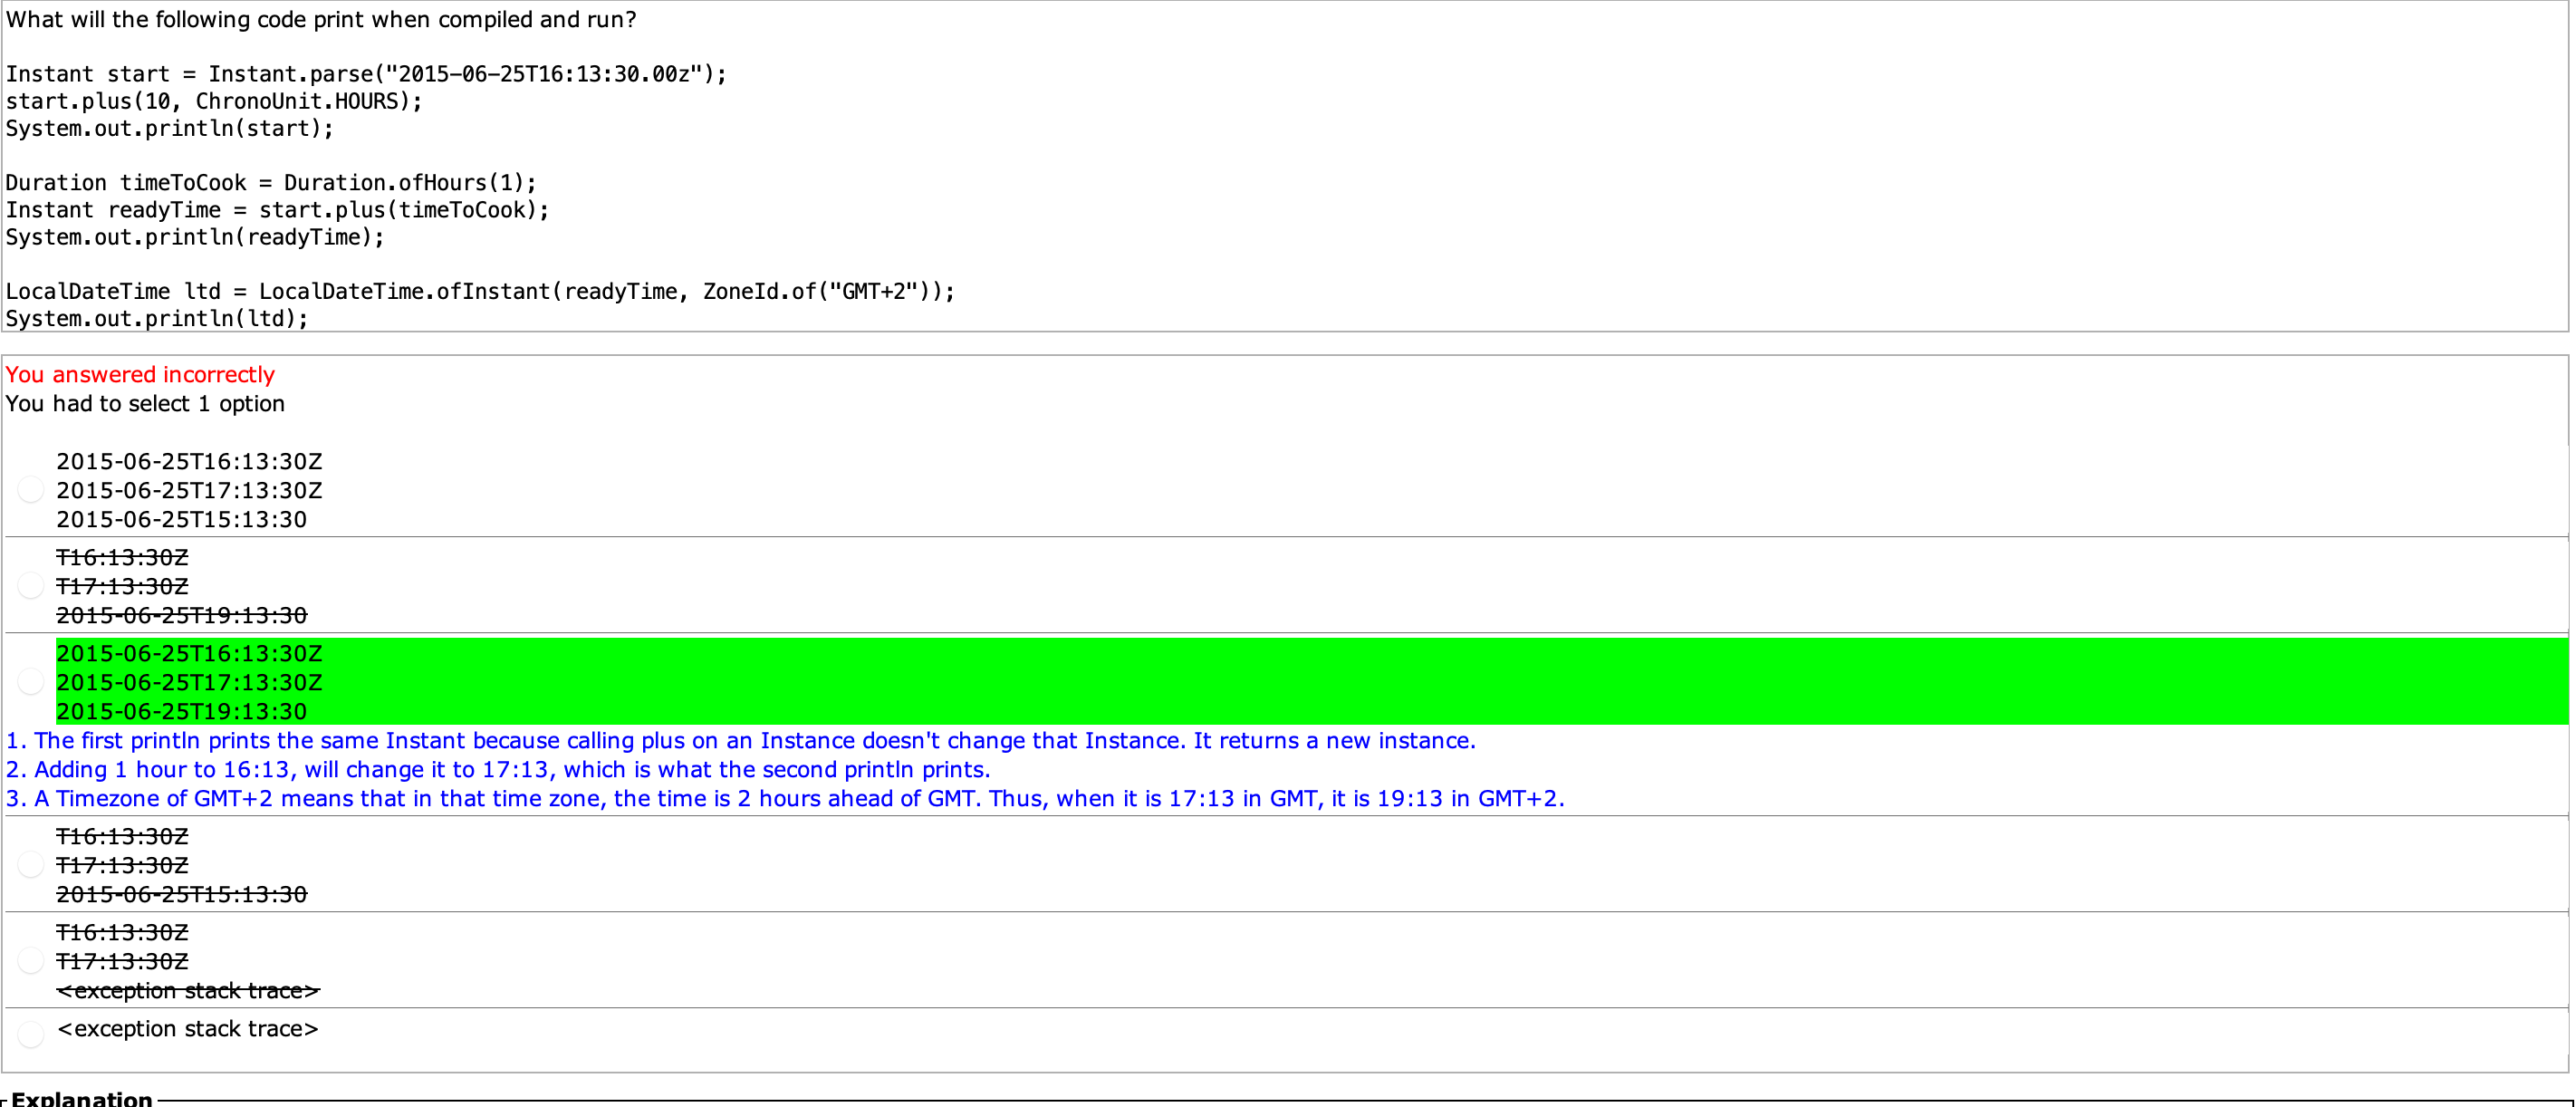 What will the following code print when compiled and run?
Instant start = Instant.parse("2015-06-25T16:13:30.00z");
start.plus(10, ChronoUnit.HOURS);
System.out.println(start);
Duration timeToCook = Duration.ofHours(1);
Instant readyTime = start.plus(timeToCook);
System.out.println(readyTime);
LocalDateTime ltd = LocalDateTime.ofInstant(readyTime, ZoneId.of("GMT+2"));
System.out.println(ltd);
You answered incorrectly
You had to select 1 option
2015-06-25T16:13:30Z
2015-06-25T17:13:30Z
2015-06-25T15:13:30
T16:13:30Z
T17:13:30Z
2015-06-25T19:13:30
2015-06-25T16:13:30Z
2015-06-25T17:13:30Z
2015-06-25T19:13:30
1. The first println prints the same Instant because calling plus on an Instance doesn't change that Instance. It returns a new instance.
2. Adding 1 hour to 16:13, will change it to 17:13, which is what the second println prints.
3. A Timezone of GMT+2 means that in that time zone, the time is 2 hours ahead of GMT. Thus, when it is 17:13 in GMT, it is 19:13 in GMT+2.
T16:13:30Z
T17:13:30Z
2015-06-25T15:13:30
T16:13:30Z
T17:13:30Z
<exception stack trace>
<exception stack trace>
Explanation